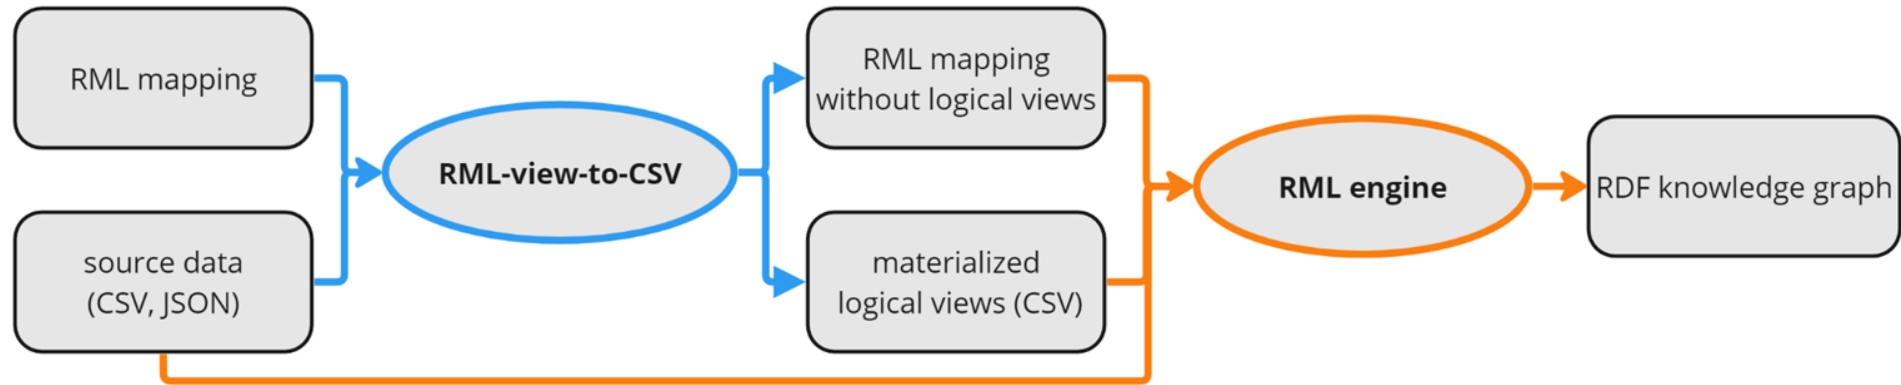 RML mapping
source data
(CSV, JSON)
RML-view-to-CSV
RML mapping
without logical views
materialized
logical views (CSV)
RML engine
RDF knowledge graph